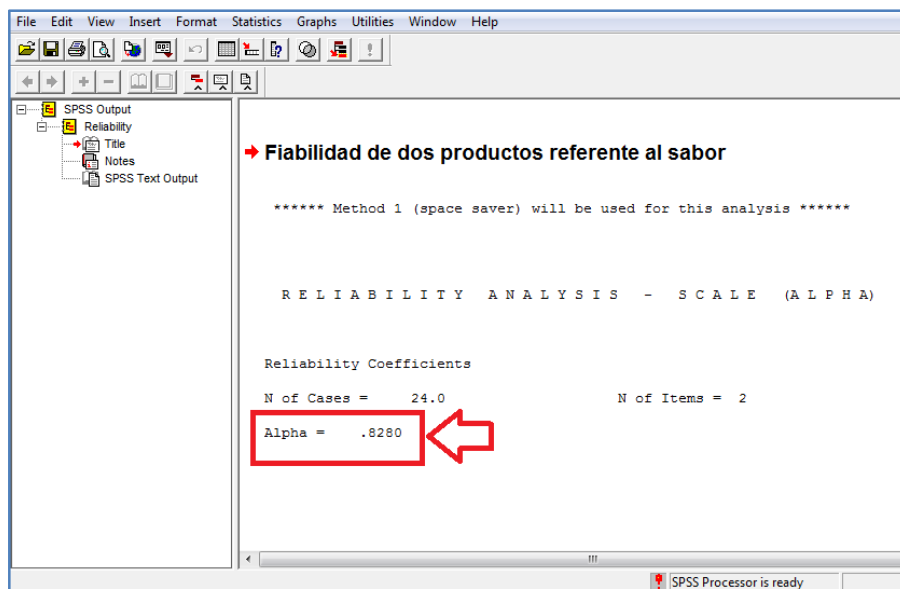 File Edit View Insert Format Statistics Graphs Utilities Window Help
SPSS Output
Reliability
Title
Notes
SPSS Text Output
Fiabilidad de dos productos referente al sabor
****** Method 1 (space saver) will be used for this analysis ******
R E L I A B I L I T Y   A N A L Y S I S   -   S C A L E   (A L P H A)
Reliability Coefficients
N of Cases =     24.0                    N of Items =  2
Alpha =    .8280
SPSS Processor is ready